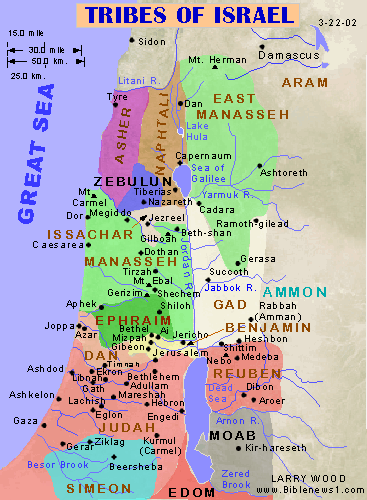 TRIBES OF ISRAEL
3-22-02
15.0 mile
30.0 mile
50.0 km.
25.0 km.
Sidon
Damascus
Mt. Herman
Litani R.
ARAM
Tyre
Dan
EAST
MANASSEH
ASHER
NAPHTALI
Lake
Hula
GREAT SEA
Capernaum
Sea of
Galilee
Ashtoreth
ZEBULUN
Tiberias
Mt.
Carmel
Nazareth
Yarmuk R.
Cadara
Dor
Megiddo
Jezreel
Ramoth-gilead
ISSACHAR
Gilboah
Beth-shan
Caesarea
Dothan
Jordan R.
MANASSEH
Gerasa
Tirzah
Succoth
Mt. Ebal
Jabbok R.
Gerizim
Shechem
AMMON
Aphek
Shiloh
GAD
Rabbah
(Amman)
EPHRAIM
Joppa
Azar
Bethel
Ai
Jericho
BENJAMIN
Mizpah
Gibeon
Heshbon
Shittim
DAN
Jerusalem
Nebo
Medeba
Timnah
Ashdod
Ekron
Bethlehem
REUBEN
Libnah
Adullam
Dead
Sea
Dibon
Gath
Ashkelon
Mareshah
Aroer
Lachish
Hebron
Eglon
Engedi
Arnon R.
Gaza
JUDAH
MOAB
Gerar
Ziklag
Kurmul
(Carmel)
Kir-hareseth
Besor Brook
Beersheba
Zered
Brook
SIMEON
EDOM
LARRY WOOD
www.Biblenews1.com